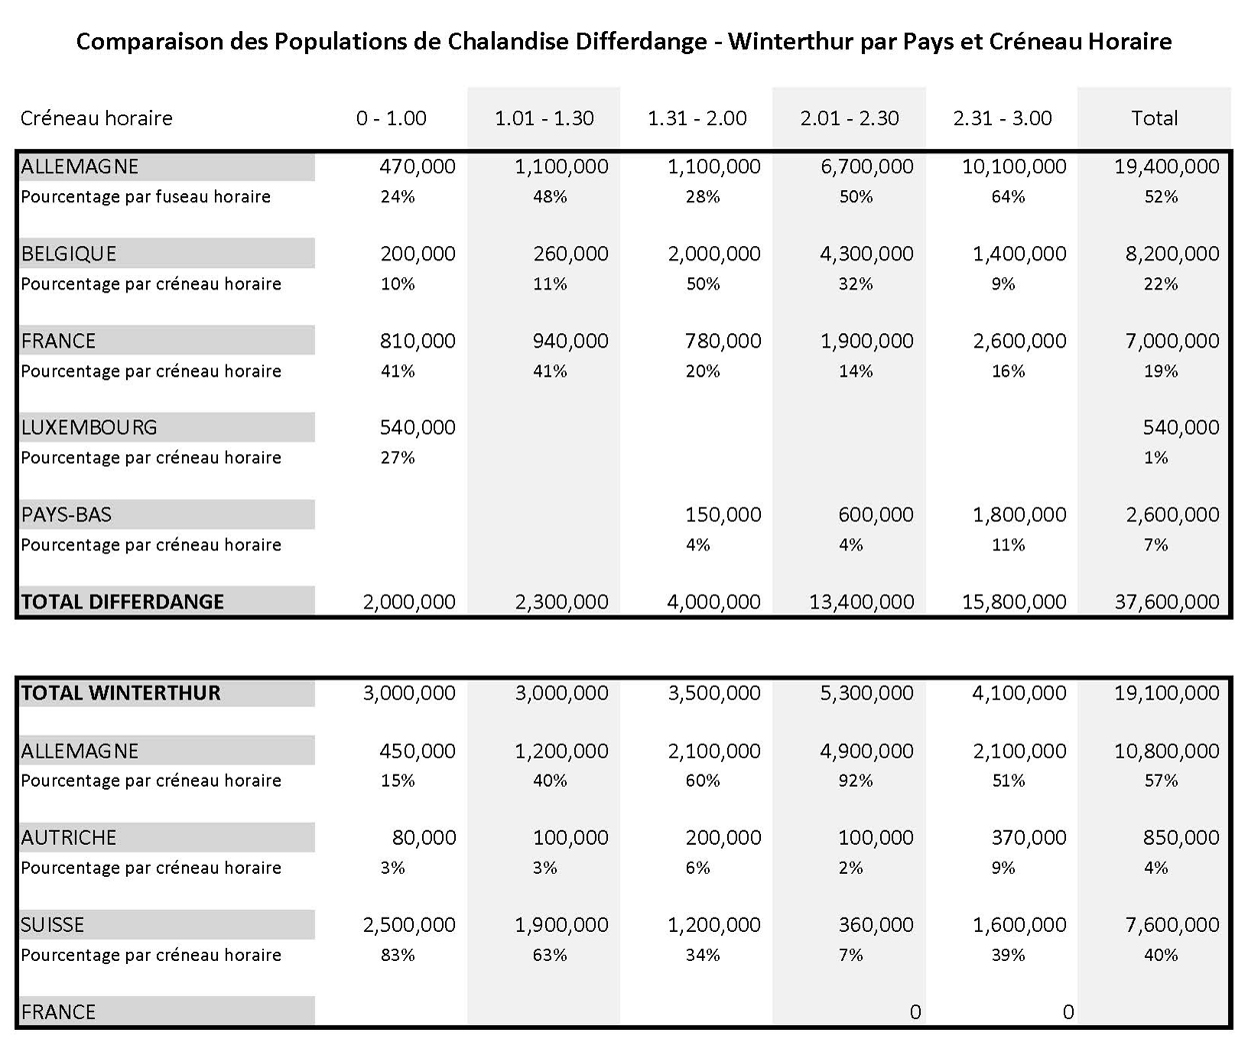 Comparaison des Populations de Chalandise Differdange - Winterthur par Pays et Créneau Horaire
Créneau horaire 0 - 1.00 1.01 - 1.30 1.31 - 2.00 2.01 - 2.30 2.31 - 3.00 Total
ALLEMAGNE 470,000 1,100,000 1,100,000 6,700,000 10,100,000 19,400,000
Pourcentage par fuseau horaire 24% 48% 28% 50% 64% 52%
BELGIQUE 200,000 260,000 2,000,000 4,300,000 1,400,000 8,200,000
Pourcentage par créneau horaire 10% 11% 50% 32% 9% 22%
FRANCE 810,000 940,000 780,000 1,900,000 2,600,000 7,000,000
Pourcentage par créneau horaire 41% 41% 20% 14% 16% 19%
LUXEMBOURG 540,000 540,000
Pourcentage par créneau horaire 27% 1%
PAYS-BAS 150,000 600,000 1,800,000 2,600,000
Pourcentage par créneau horaire 4% 4% 11% 7%
TOTAL DIFFERDANGE 2,000,000 2,300,000 4,000,000 13,400,000 15,800,000 37,600,000
TOTAL WINTERTHUR 3,000,000 3,000,000 3,500,000 5,300,000 4,100,000 19,100,000
ALLEMAGNE 450,000 1,200,000 2,100,000 4,900,000 2,100,000 10,800,000
Pourcentage par créneau horaire 15% 40% 60% 92% 51% 57%
AUTRICHE 80,000 100,000 200,000 100,000 370,000 850,000
Pourcentage par créneau horaire 3% 3% 6% 2% 9% 4%
SUISSE 2,500,000 1,900,000 1,200,000 360,000 1,600,000 7,600,000
Pourcentage par créneau horaire 83% 63% 34% 7% 39% 40%
FRANCE 0 0